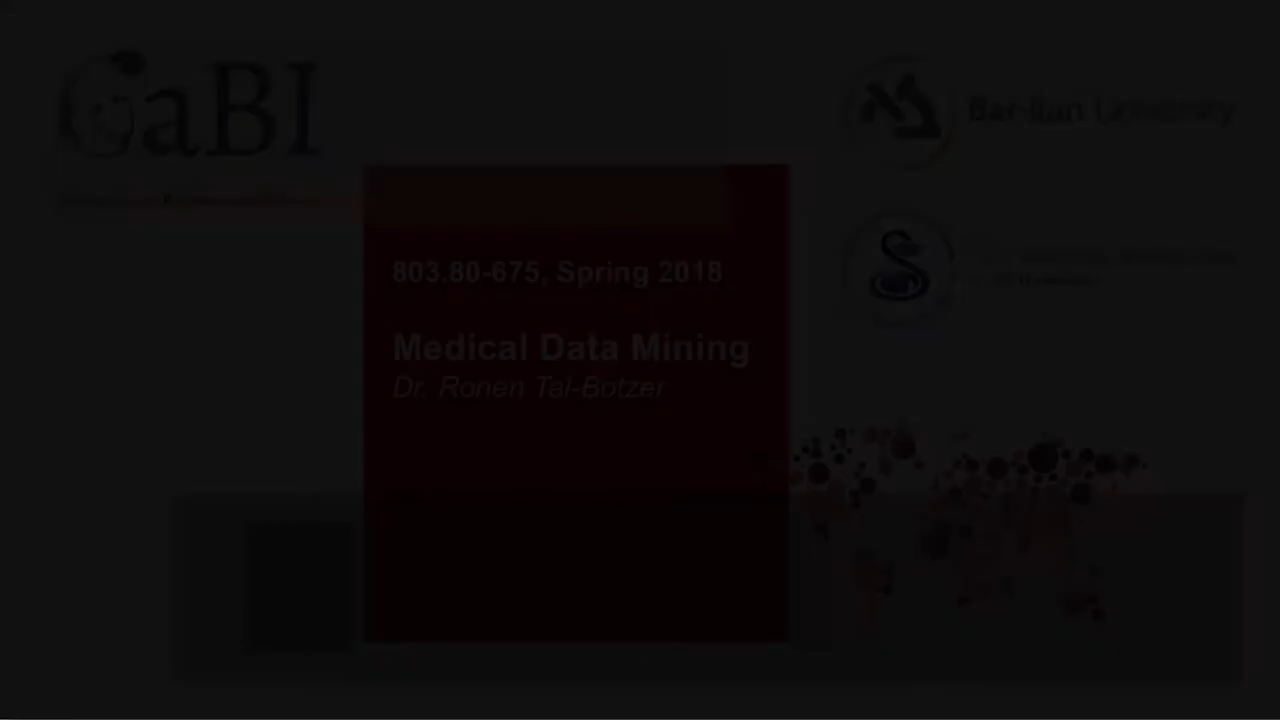 GaBI
Bar-Ilan University
803.80-675, Spring 2018
Medical Data Mining
Dr. Ronen Tal-Botzer